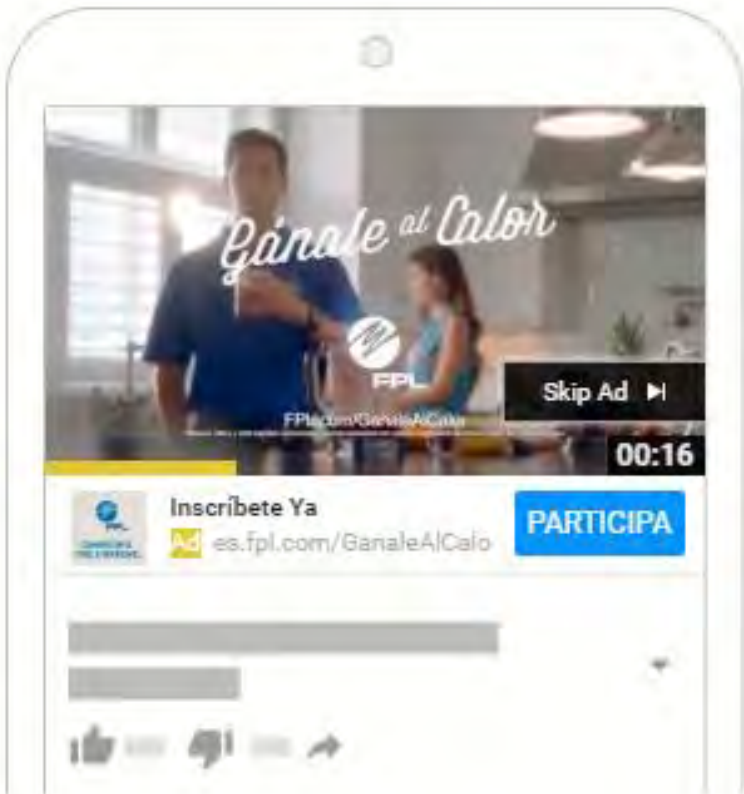 Gánale al Calor
FPL
FPL.com/GanaleAlCalor
Skip Ad
00:16
Inscríbete Ya
Ad es.fpl.com/GanaleAlCalo
PARTICIPA
FPL